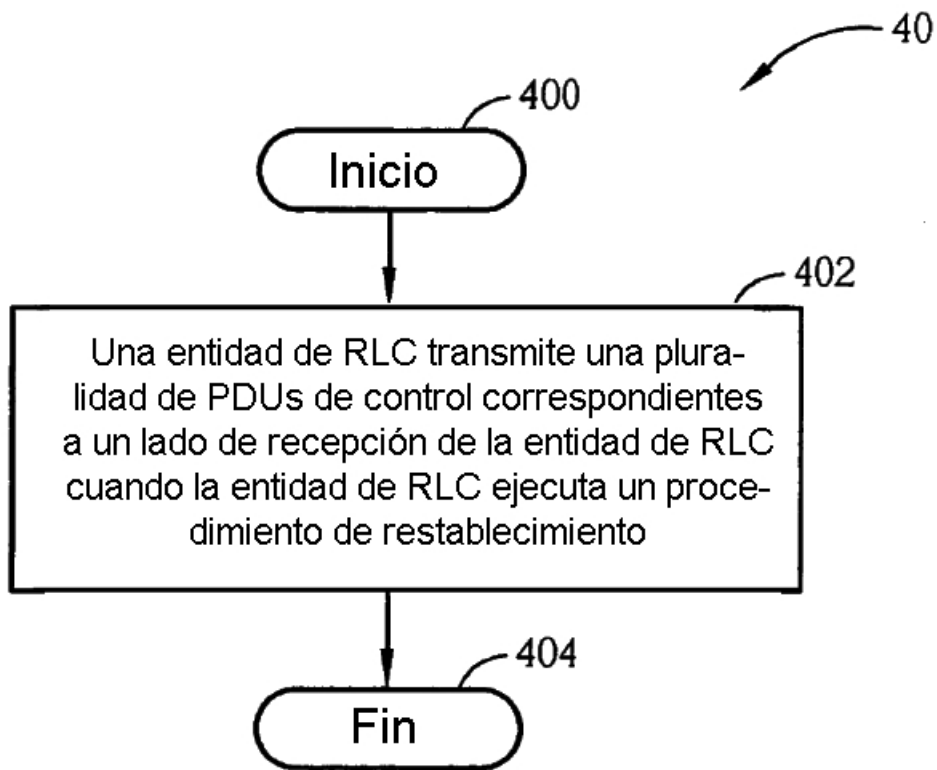 40
400
Inicio
402
Una entidad de RLC transmite una plura-
lidad de PDUs de control correspondientes
a un lado de recepción de la entidad de RLC
cuando la entidad de RLC ejecuta un proce-
dimiento de restablecimiento
404
Fin